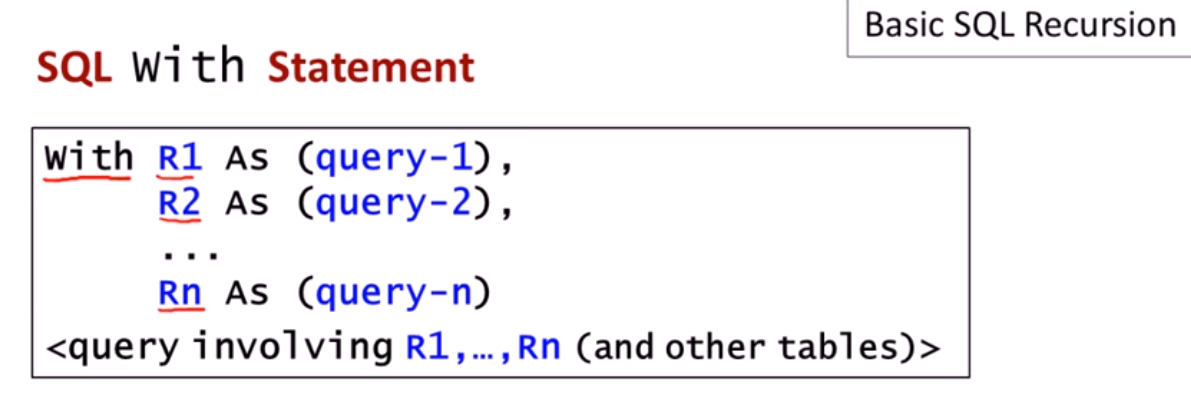 Basic SQL Recursion
SQL With Statement
With R1 As (query-1),
R2 As (query-2),
...
Rn As (query-n)
<query involving R1,…,Rn (and other tables)>